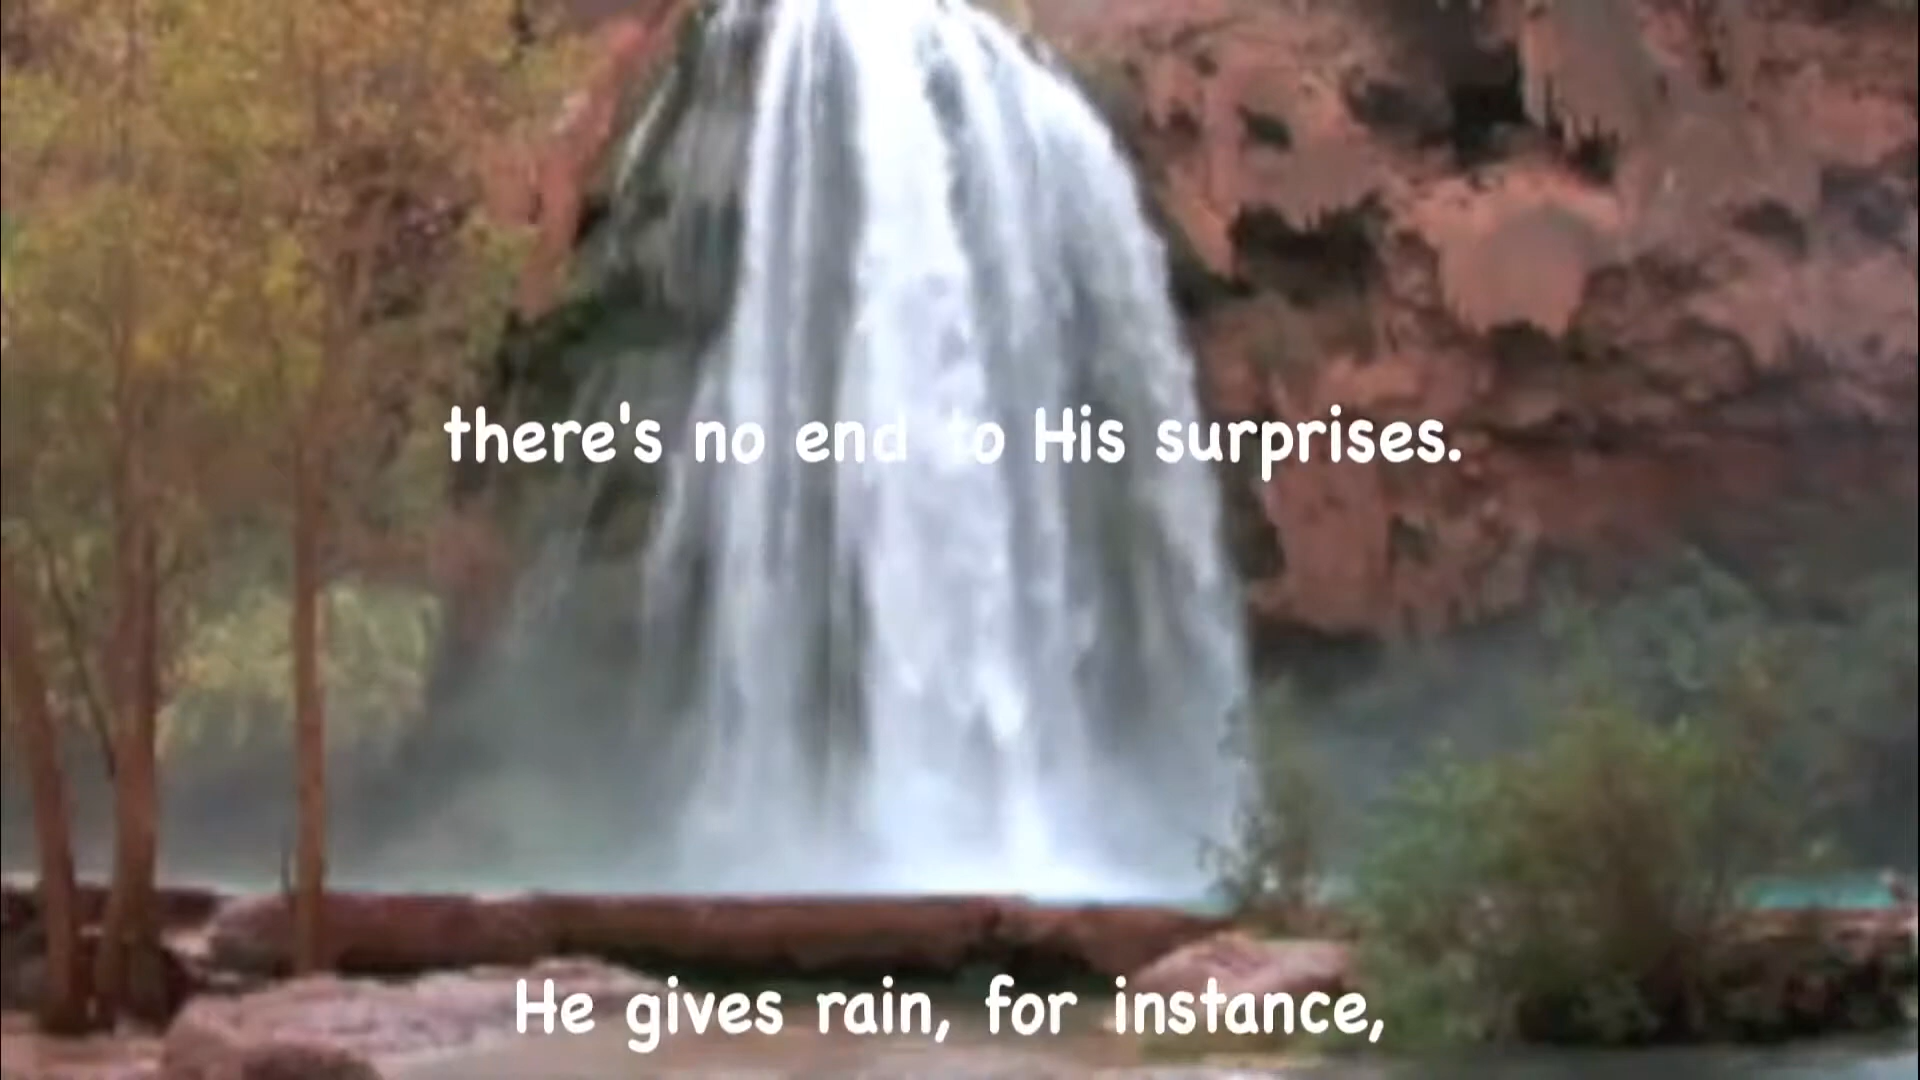 there's no end to His surprises.
He gives rain, for instance,